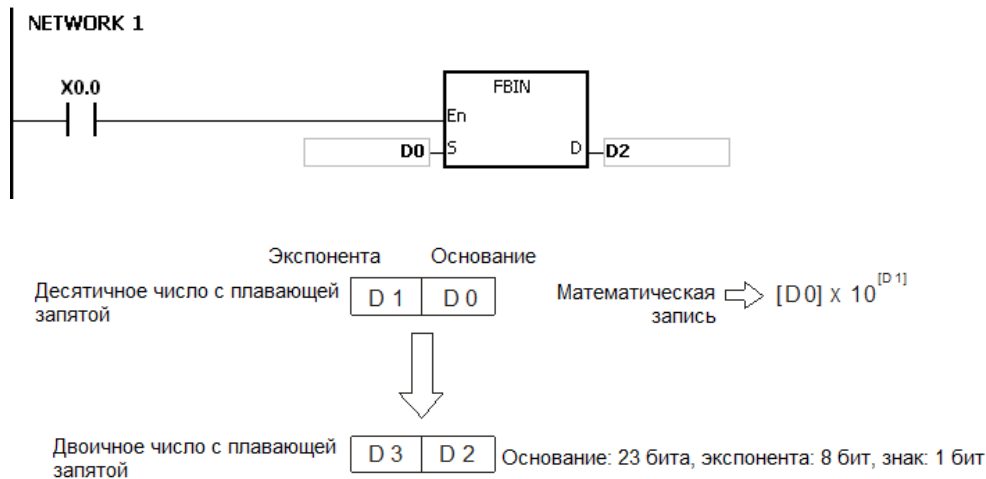 NETWORK 1
X0.0
FBIN
En
D0 S D D2
Экспонента Основание
Десятичное число с плавающей
запятой
D 1 D 0
Математическая
запись
[D 0] x 10 [D 1]
Двоичное число с плавающей
запятой
D 3 D 2
Основание: 23 бита, экспонента: 8 бит, знак: 1 бит